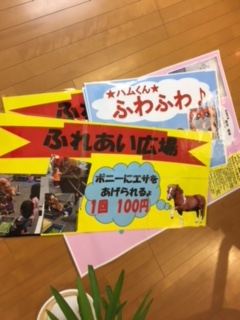 ★ハムくん★
ふわふわ♪
ふれあい広場
ポニーにエサを
あげられるよ
1回 100円